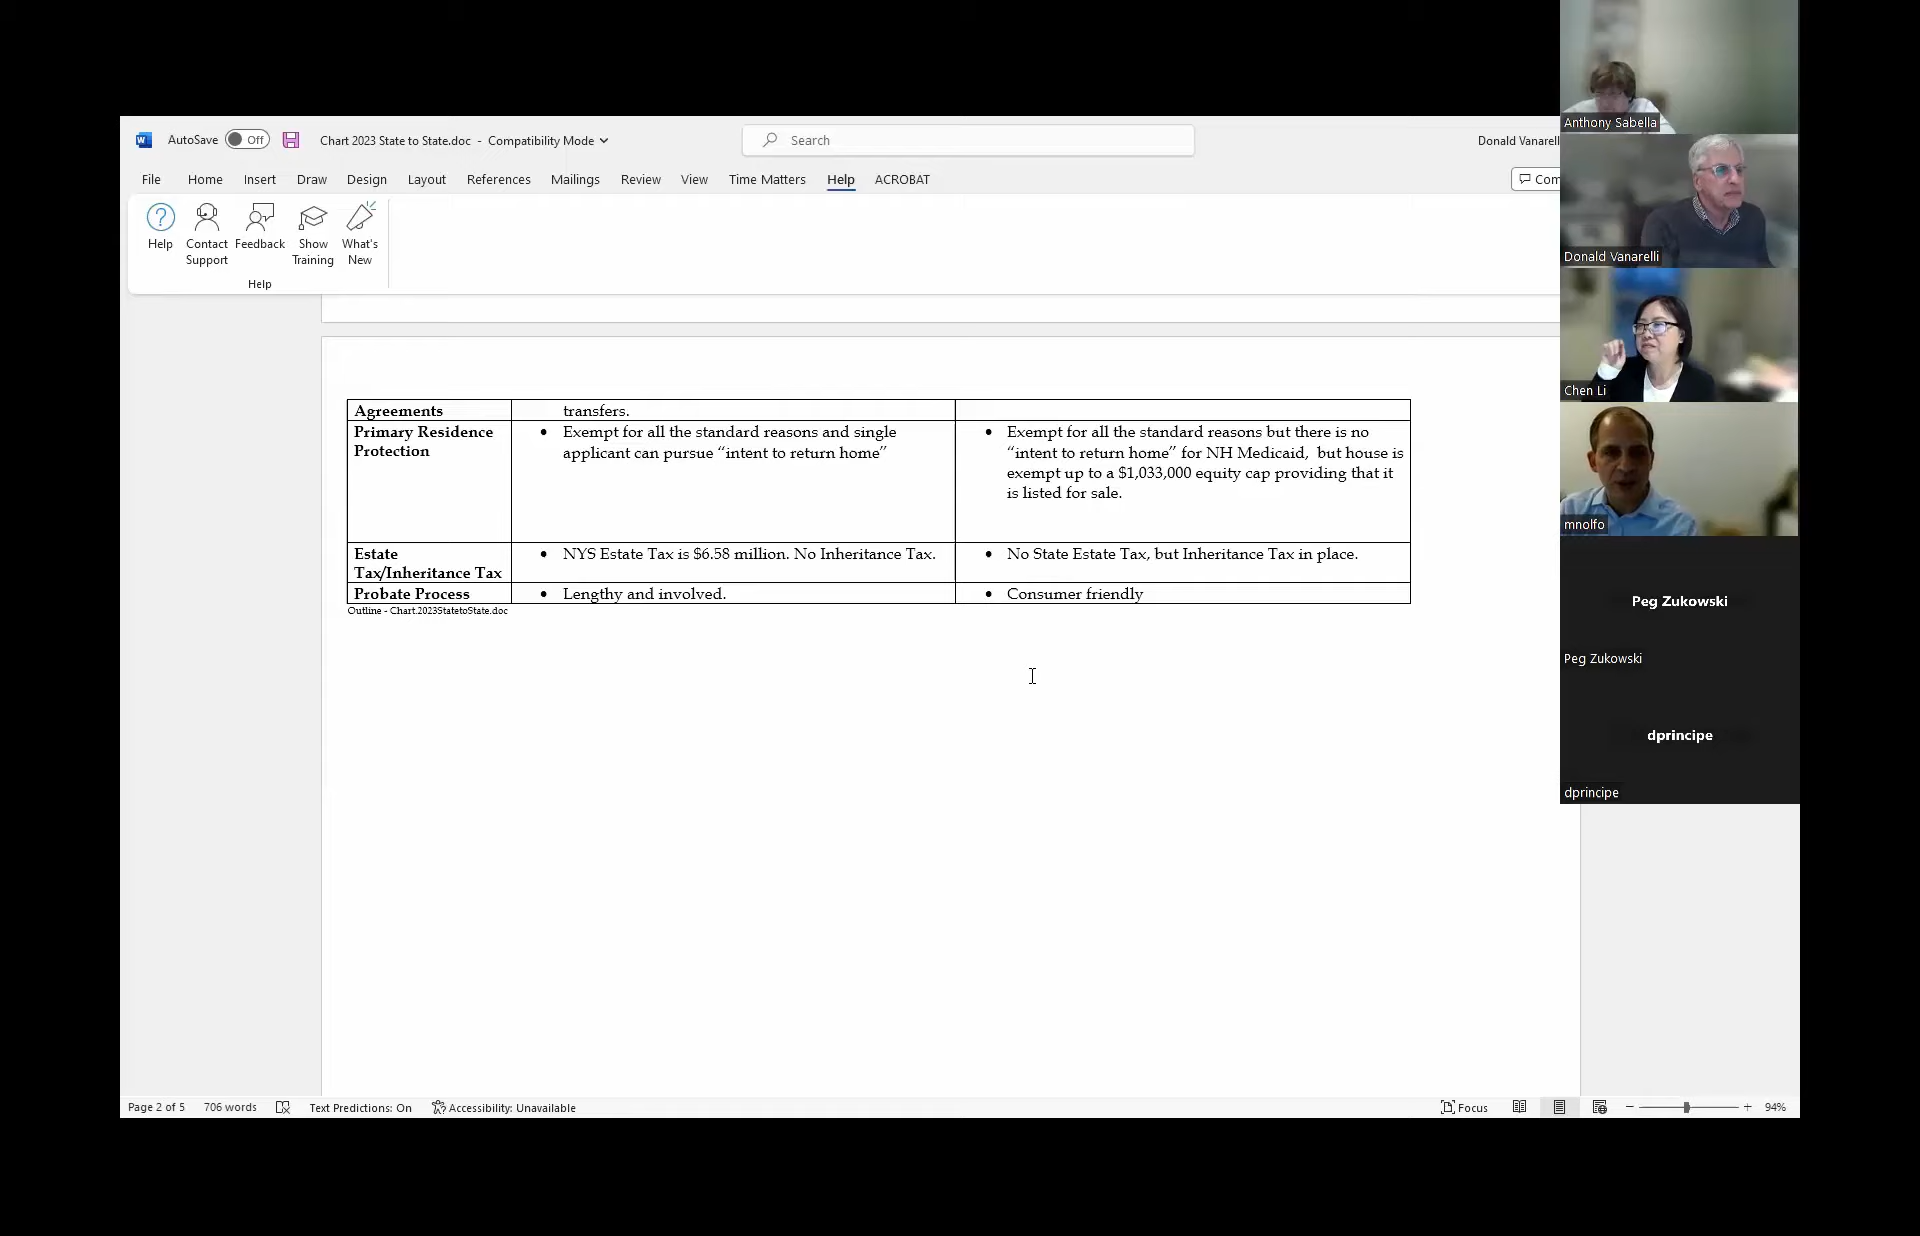 AutoSave Off Chart 2023 State to State.doc - Compatibility Mode Search Donald Vanarell
File Home Insert Draw Design Layout References Mailings Review View Time Matters Help ACROBAT Com
Help Contact Support Feedback Show Training What's New
Help
Agreements transfers.
Primary Residence Protection
• Exempt for all the standard reasons and single
applicant can pursue “intent to return home”
• Exempt for all the standard reasons but there is no
“intent to return home” for NH Medicaid, but house is
exempt up to a $1,033,000 equity cap providing that it
is listed for sale.
Estate
Tax/Inheritance Tax
• NYS Estate Tax is $6.58 million. No Inheritance Tax.
• No State Estate Tax, but Inheritance Tax in place.
Probate Process
• Lengthy and involved.
• Consumer friendly
Outline - Chart.2023StatetoState.doc
Anthony Sabella
Donald Vanarelli
Chen Li
mnolfo
Peg Zukowski
Peg Zukowski
dprincipe
dprincipe
Page 2 of 5 706 words Text Predictions: On Accessibility: Unavailable Focus 94%